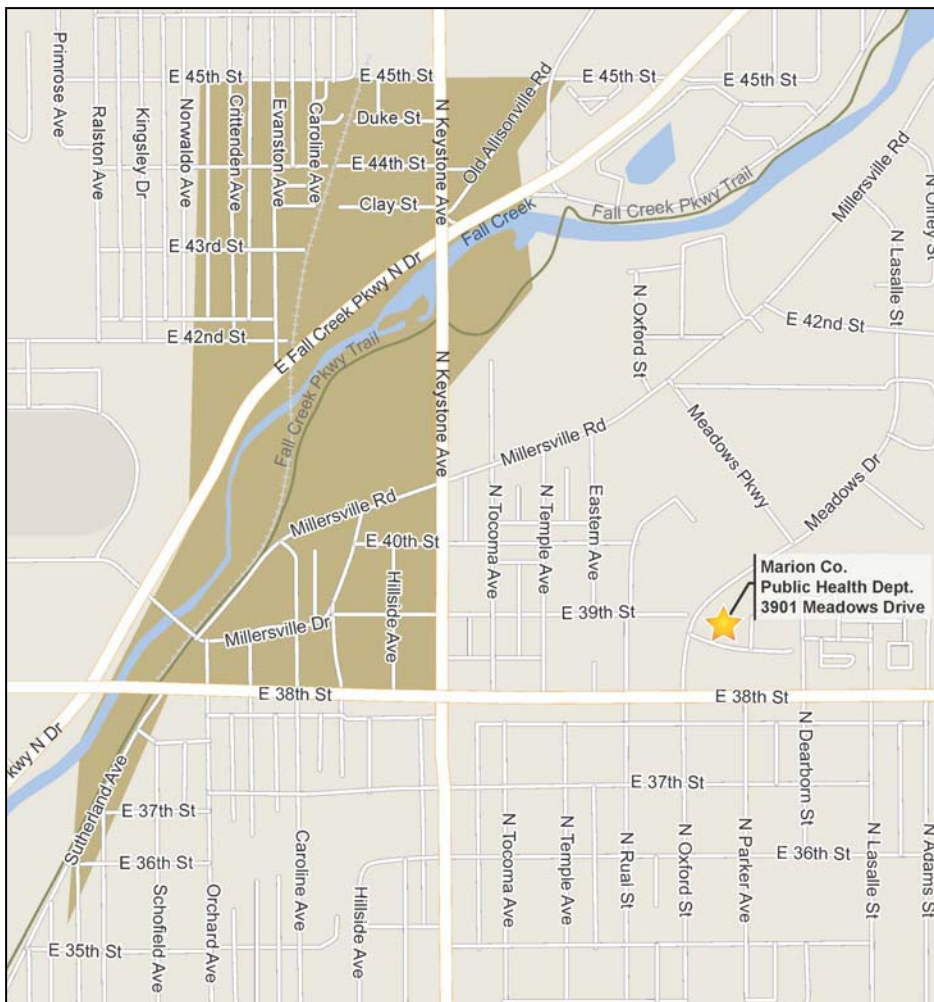 Primrose Ave
E 45th St
E 45th St
E 45th St
E 45th St
Ralston Ave
Kingsley Dr
Norwaldo Ave
Crittenden Ave
Evanston Ave
Caroline Ave
Duke St
N Keystone Ave
Old Allisonville Rd
E 44th St
Clay St
Fall Creek
Fall Creek Pkwy Trail
Millersville Rd
N Olney St
N Lasalle St
E 43rd St
E 42nd St
E Fall Creek Pkwy N Dr
Fall Creek Pkwy Trail
N Keystone Ave
N Oxford St
E 42nd St
Meadows Pkwy
Meadows Dr
Millersville Rd
Millersville Rd
E 40th St
N Tocoma Ave
N Temple Ave
Eastern Ave
Marion Co.
Public Health Dept.
3901 Meadows Drive
Hillside Ave
E 39th St
Millersville Dr
E 38th St
E 38th St
kwy N Dr
Sutherland Ave
E 37th St
E 37th St
N Dearborn St
E 36th St
E 36th St
Schofield Ave
Orchard Ave
Caroline Ave
Hillside Ave
N Tocoma Ave
N Temple Ave
N Rual St
N Oxford St
N Parker Ave
N Lasalle St
N Adams St
E 35th St